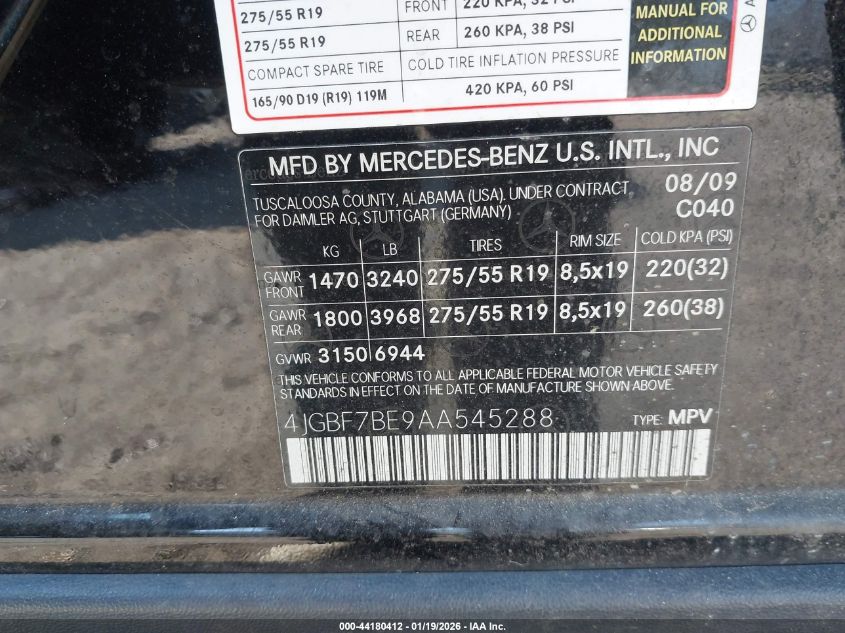 275/55 R19 FRONT 220 KPA, 32 PSI
275/55 R19 REAR 260 KPA, 38 PSI
COMPACT SPARE TIRE COLD TIRE INFLATION PRESSURE
165/90 D19 (R19) 119M 420 KPA, 60 PSI
MANUAL FOR
ADDITIONAL
INFORMATION
MFD BY MERCEDES-BENZ U.S. INTL., INC
TUSCALOOSA COUNTY, ALABAMA (USA). UNDER CONTRACT 08/09
FOR DAIMLER AG, STUTTGART (GERMANY) C040
KG LB TIRES RIM SIZE COLD KPA (PSI)
GAWR FRONT 1470 3240 275/55 R19 8,5x19 220(32)
GAWR REAR 1800 3968 275/55 R19 8,5x19 260(38)
GVWR 3150 6944
THIS VEHICLE CONFORMS TO ALL APPLICABLE FEDERAL MOTOR VEHICLE SAFETY
STANDARDS IN EFFECT ON THE DATE OF MANUFACTURE SHOWN ABOVE.
4JGBF7BE9AA545288 TYPE: MPV
000-44180412 - 01/19/2026 - IAA Inc.